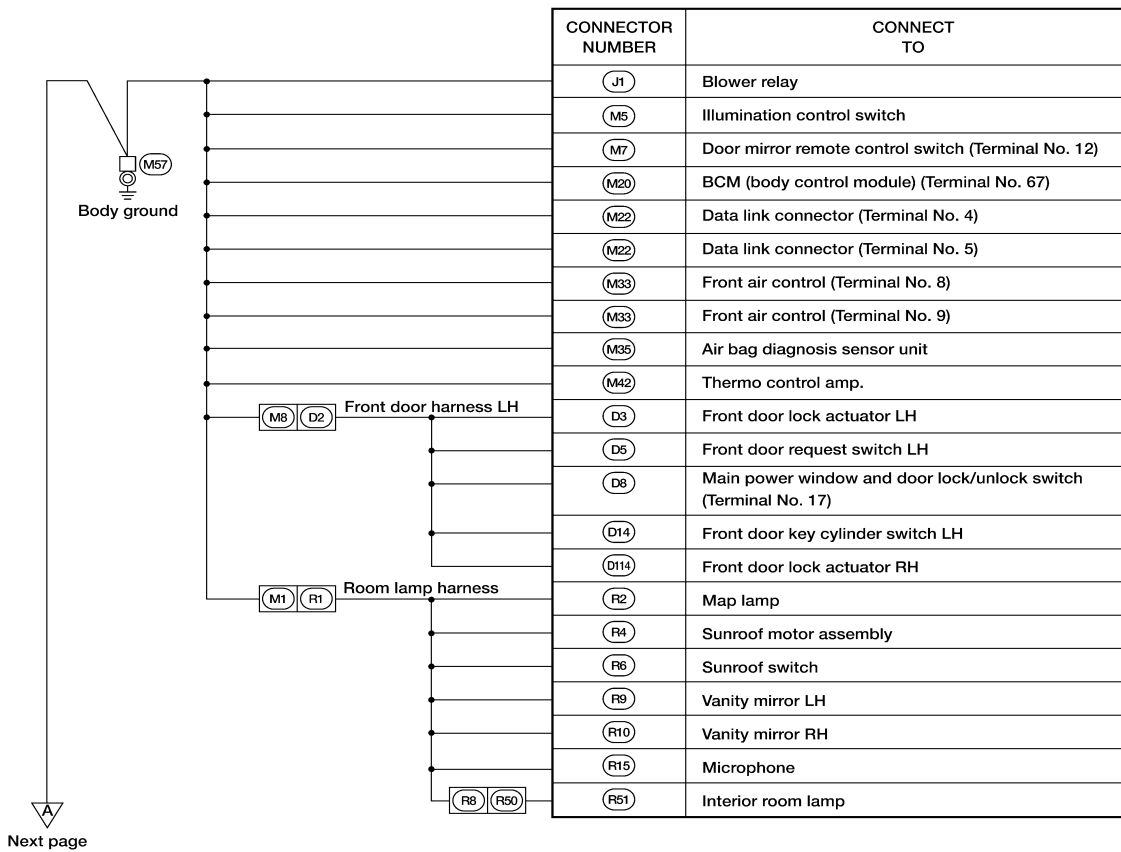 CONNECTOR NUMBER
CONNECT TO
J1 Blower relay
M5 Illumination control switch
M7 Door mirror remote control switch (Terminal No. 12)
M57
M20 BCM (body control module) (Terminal No. 67)
Body ground
M22 Data link connector (Terminal No. 4)
M22 Data link connector (Terminal No. 5)
M33 Front air control (Terminal No. 8)
M33 Front air control (Terminal No. 9)
M35 Air bag diagnosis sensor unit
M42 Thermo control amp.
M8 D2 Front door harness LH
D3 Front door lock actuator LH
D5 Front door request switch LH
D8 Main power window and door lock/unlock switch
(Terminal No. 17)
D14 Front door key cylinder switch LH
D114 Front door lock actuator RH
M1 R1 Room lamp harness
R2 Map lamp
R4 Sunroof motor assembly
R6 Sunroof switch
R9 Vanity mirror LH
R10 Vanity mirror RH
R15 Microphone
R8 R50 R51 Interior room lamp
A
Next page